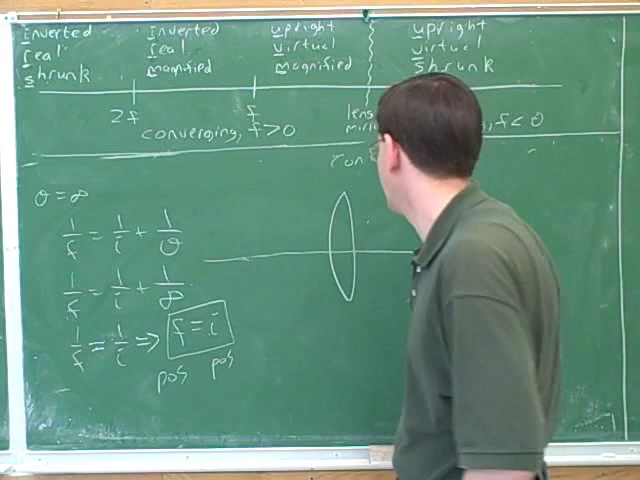 inverted inverted upright upright
real real virtual virtual
shrunk magnified magnified shrunk
2f f lens
converging, f>0 f<0
o=∞
1/f = 1/i + 1/o
1/f = 1/i + 1/∞
1/f = 1/i => f=i
pos pos